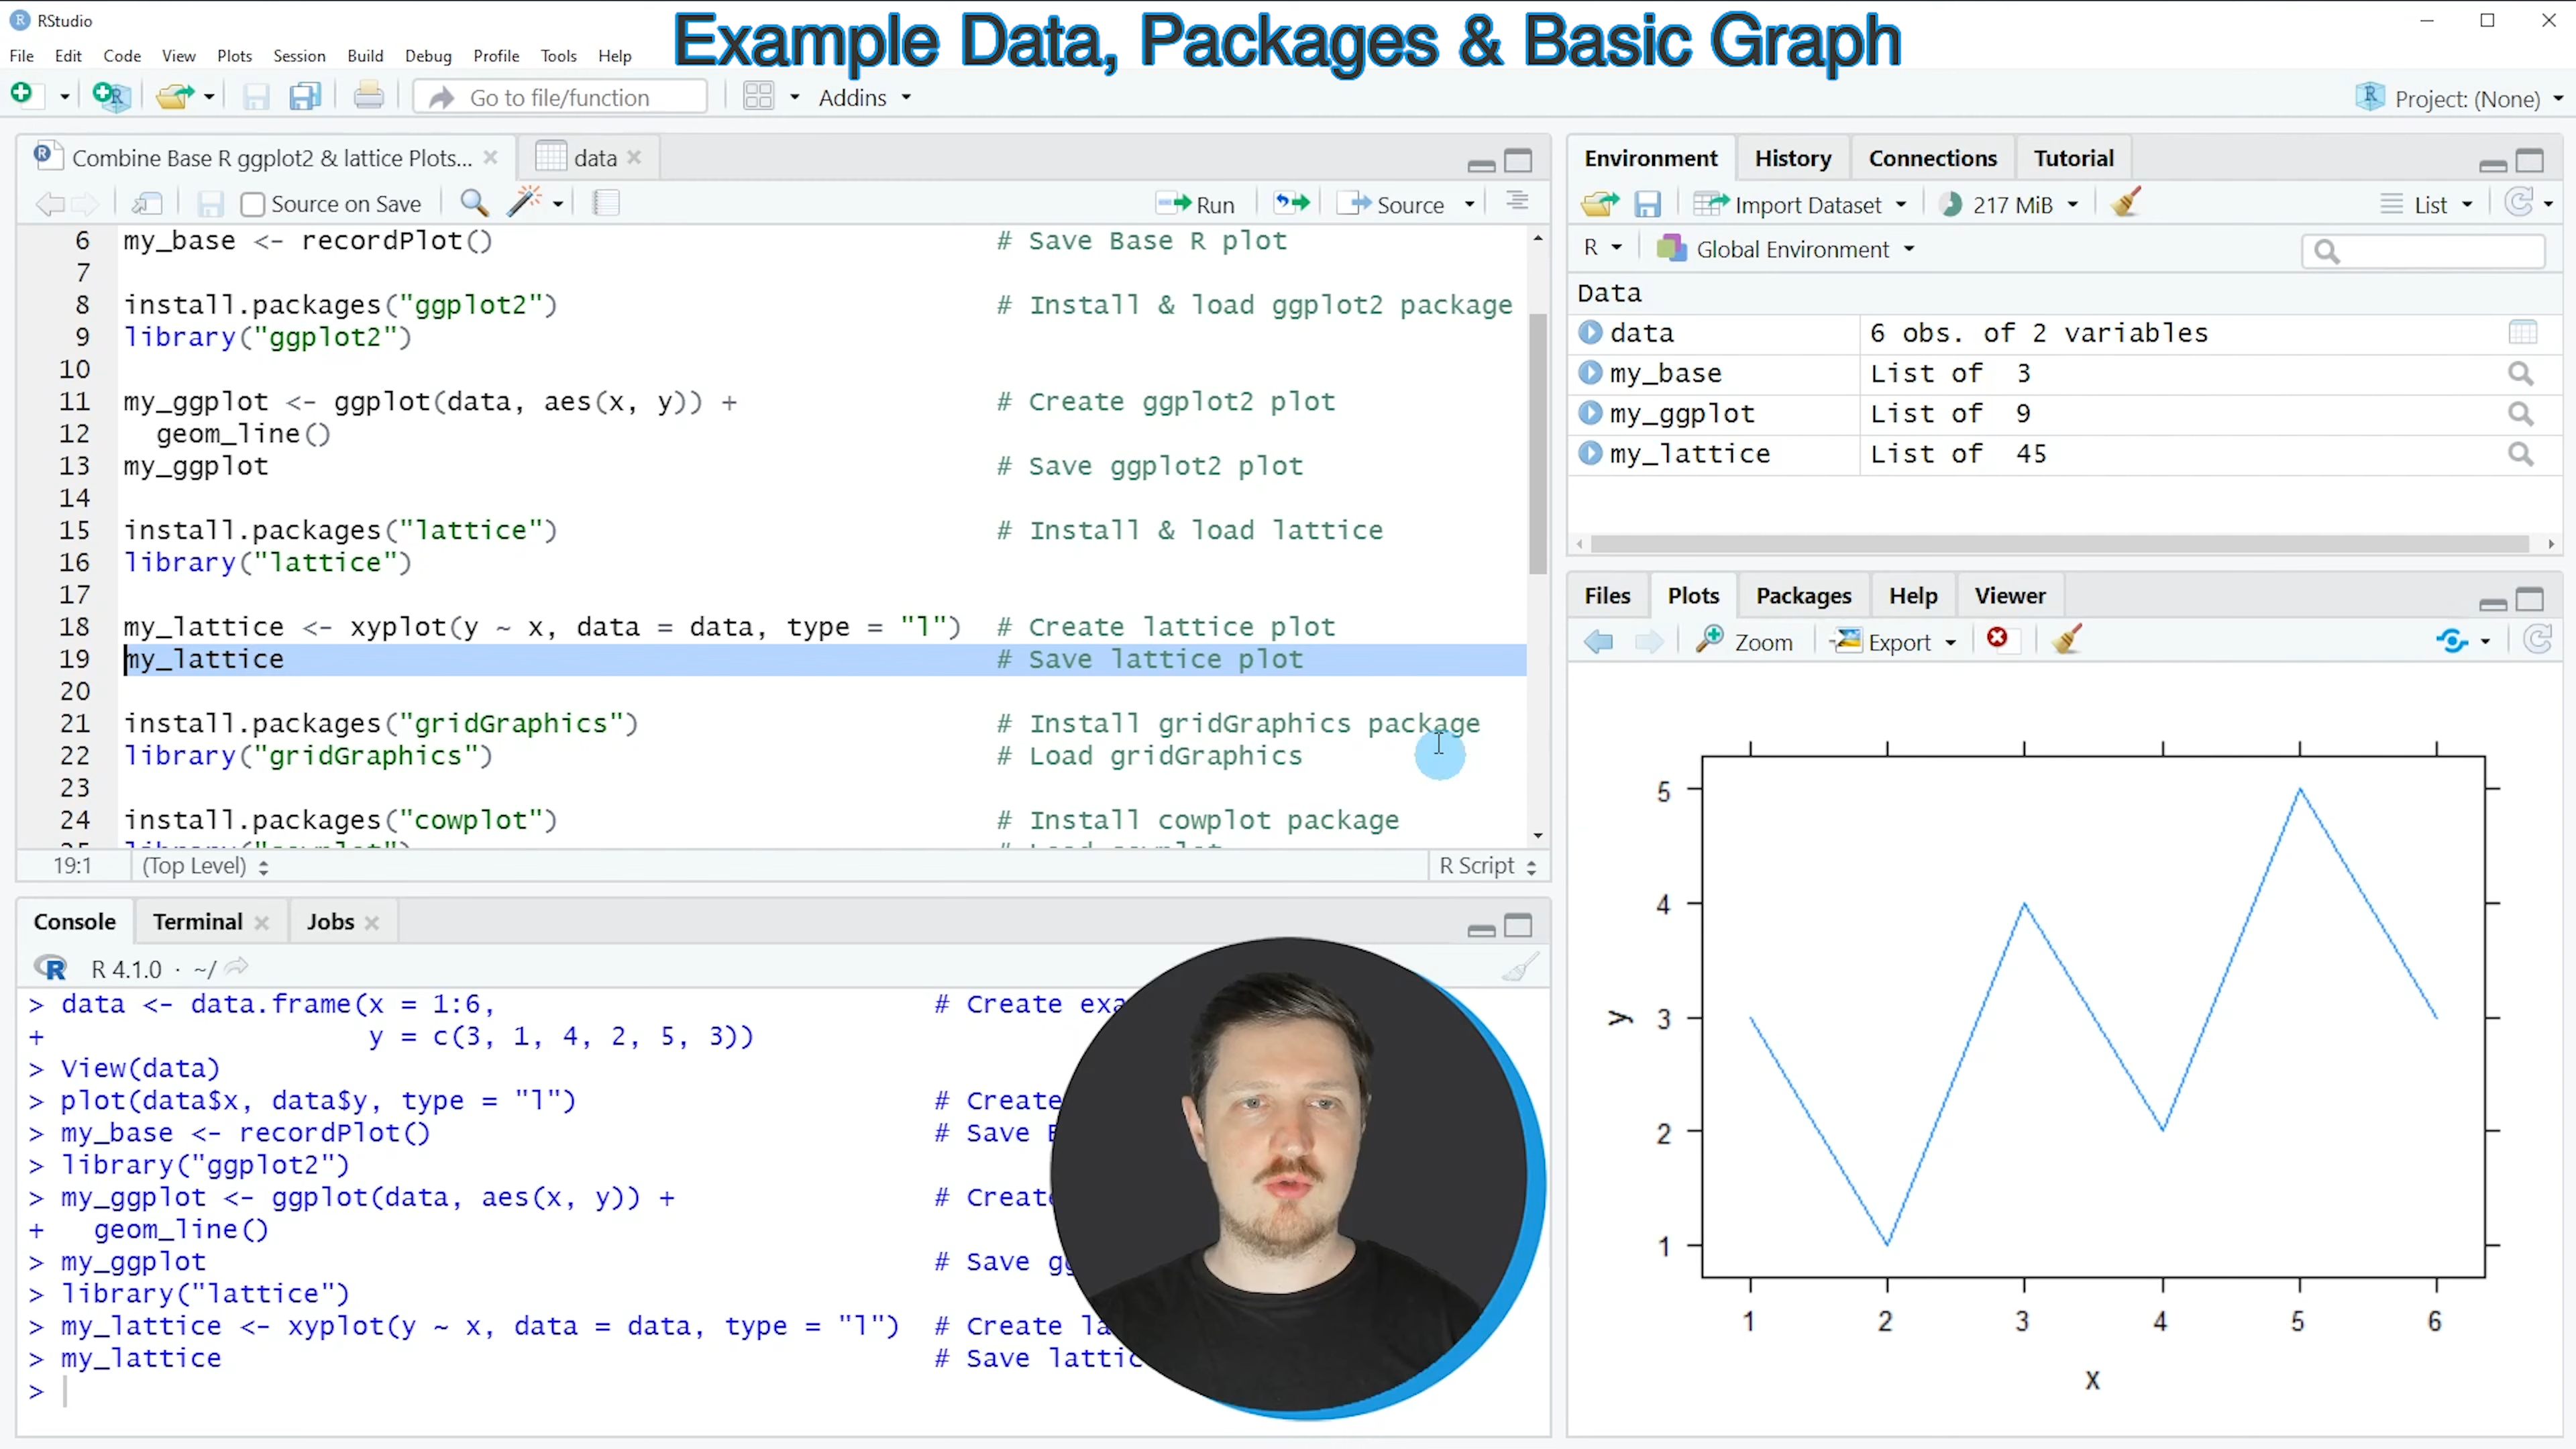 RStudio
Example Data, Packages & Basic Graph
File Edit Code View Plots Session Build Debug Profile Tools Help
Go to file/function
Addins
Project: (None)
Combine Base R ggplot2 & lattice Plots...
data
Source on Save
Run
Source
6 my_base <- recordPlot() # Save Base R plot
7
8 install.packages("ggplot2") # Install & load ggplot2 package
9 library("ggplot2")
10
11 my_ggplot <- ggplot(data, aes(x, y)) + # Create ggplot2 plot
12 geom_line()
13 my_ggplot # Save ggplot2 plot
14
15 install.packages("lattice") # Install & load lattice
16 library("lattice")
17
18 my_lattice <- xyplot(y ~ x, data = data, type = "l") # Create lattice plot
19 my_lattice # Save lattice plot
20
21 install.packages("gridGraphics") # Install gridGraphics package
22 library("gridGraphics") # Load gridGraphics
23
24 install.packages("cowplot") # Install cowplot package
19:1 (Top Level) R Script
Console Terminal Jobs
R 4.1.0 · ~/
> data <- data.frame(x = 1:6, # Create exa
+ y = c(3, 1, 4, 2, 5, 3))
> View(data)
> plot(data$x, data$y, type = "l") # Create
> my_base <- recordPlot() # Save
> library("ggplot2")
> my_ggplot <- ggplot(data, aes(x, y)) + # Create
+ geom_line()
> my_ggplot # Save
> library("lattice")
> my_lattice <- xyplot(y ~ x, data = data, type = "l") # Create la
> my_lattice # Save lattic
>
Environment History Connections Tutorial
Import Dataset 217 MiB List
R Global Environment
Data
data 6 obs. of 2 variables
my_base List of 3
my_ggplot List of 9
my_lattice List of 45
Files Plots Packages Help Viewer
Zoom Export
5
4
y 3
2
1
1 2 3 4 5 6
x